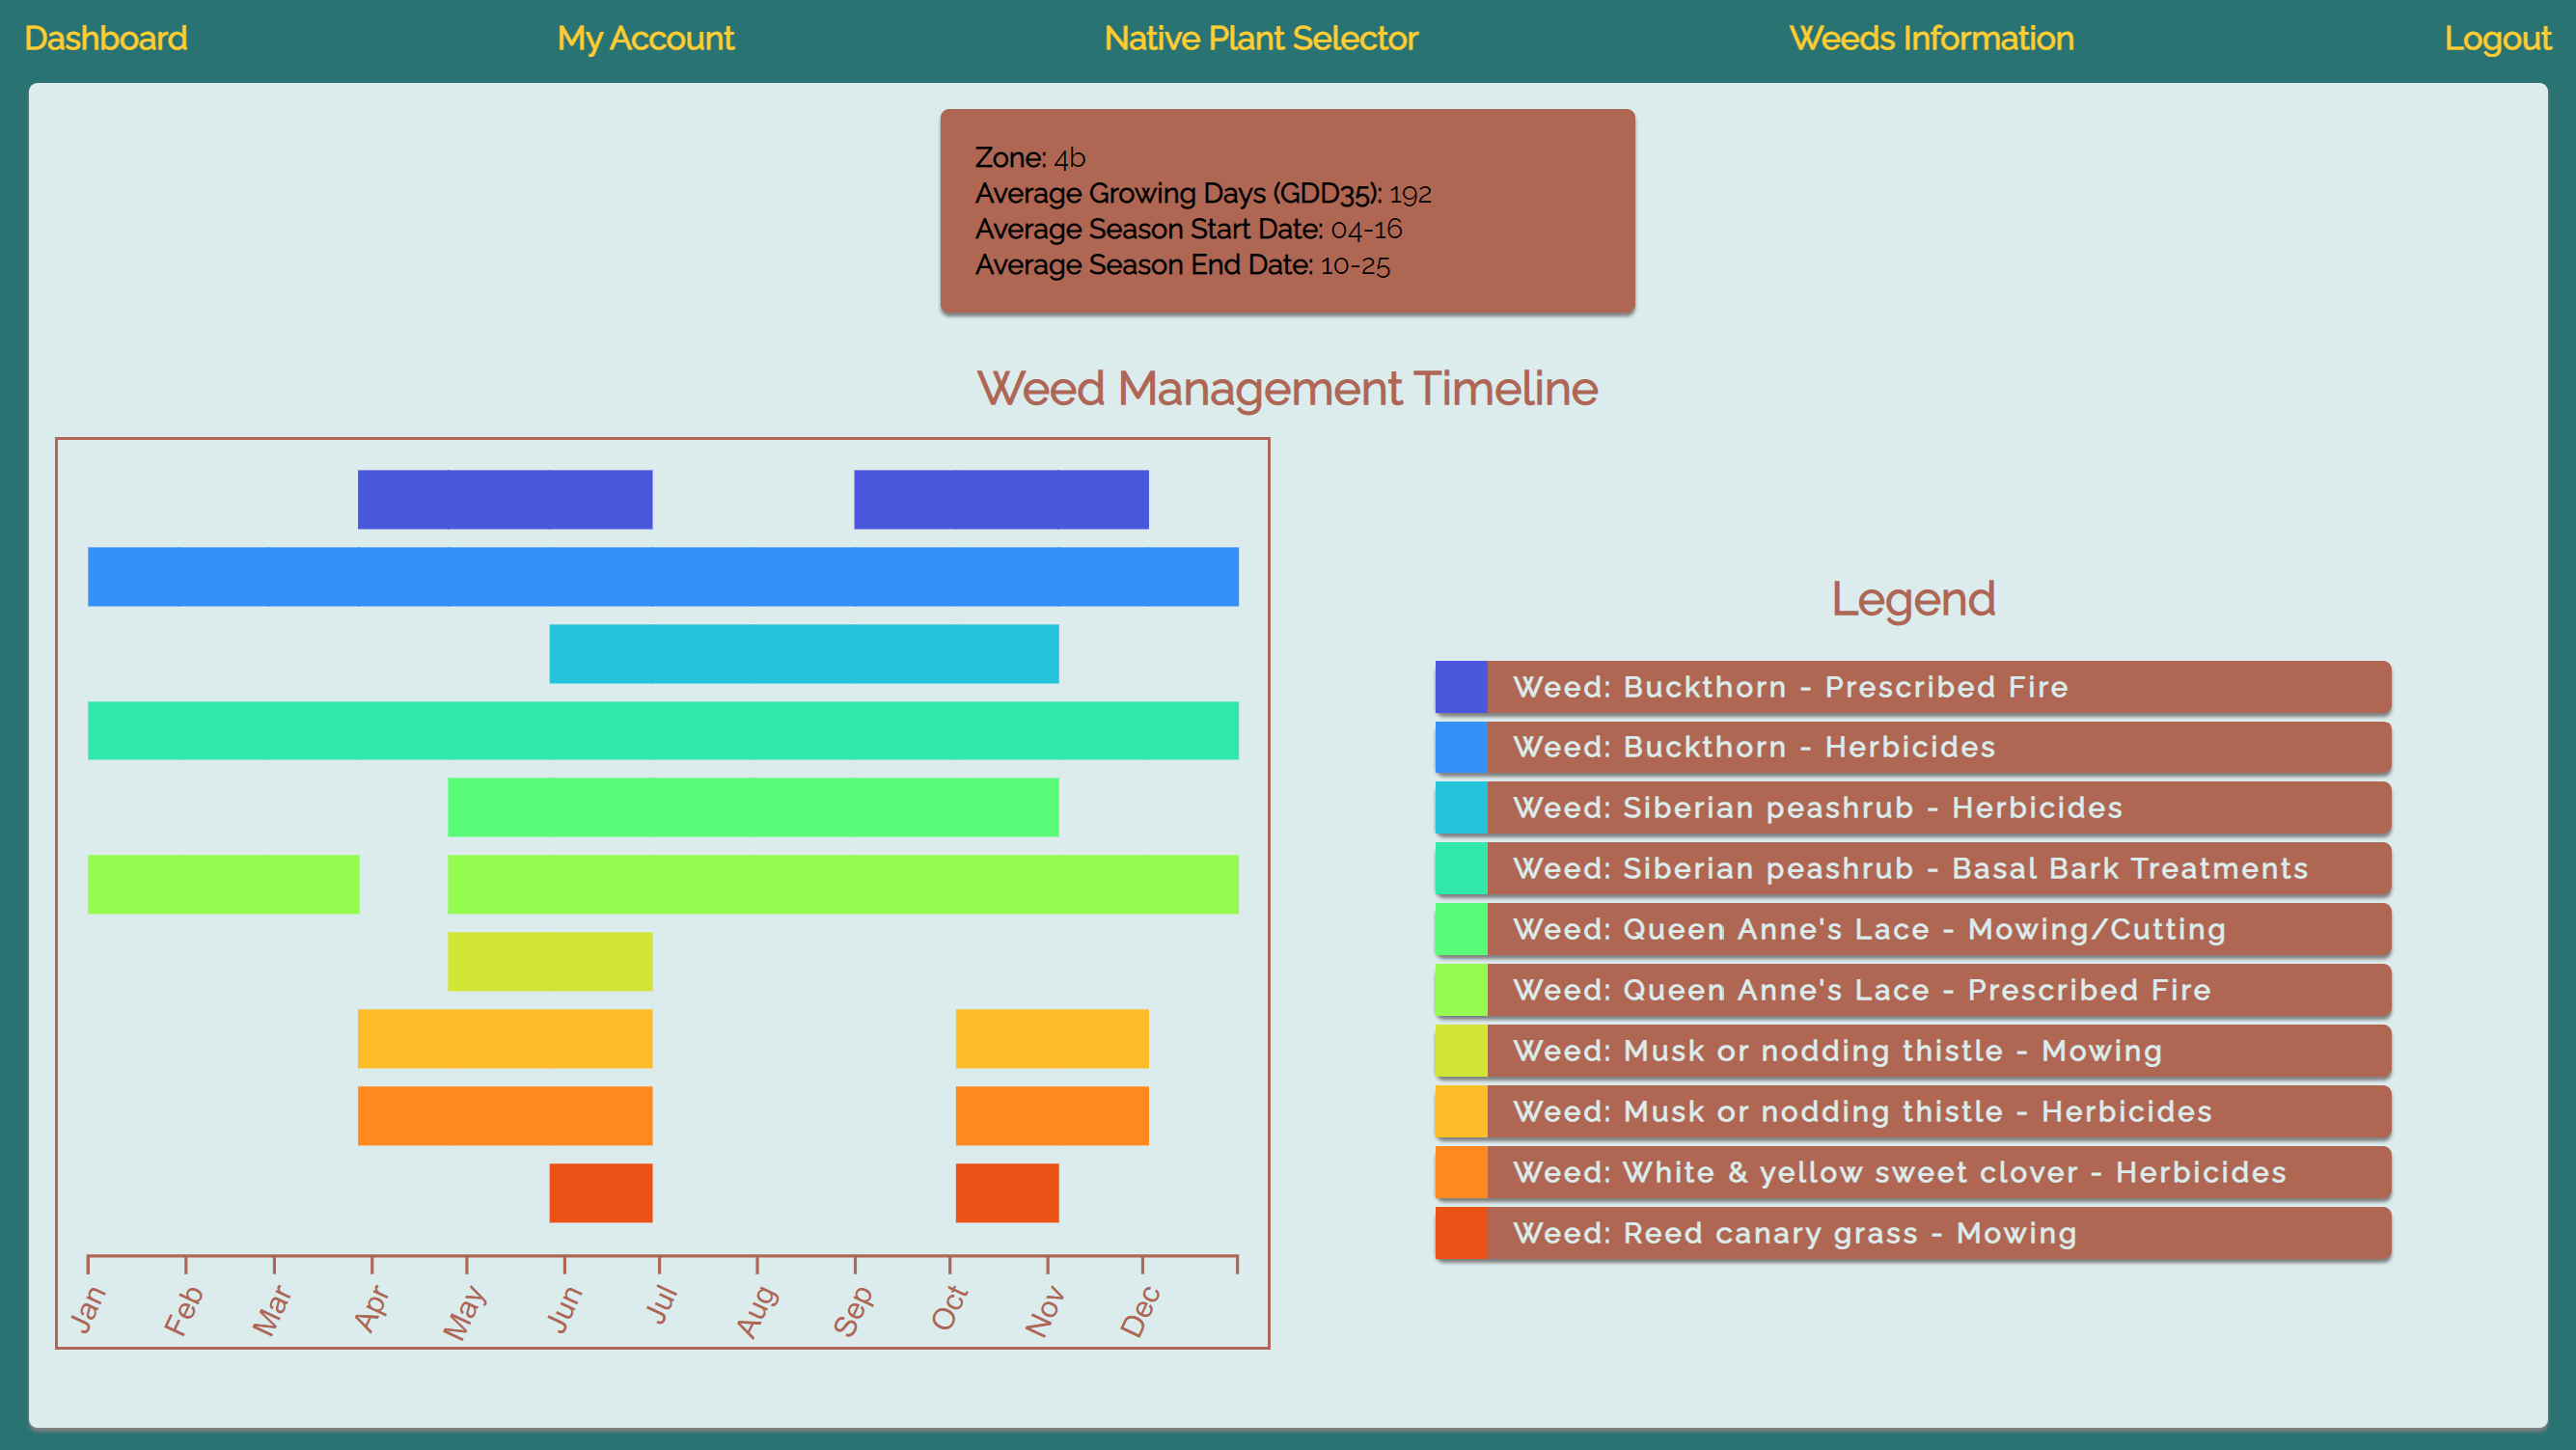 Dashboard
My Account
Native Plant Selector
Weeds Information
Logout
Zone: 4b
Average Growing Days (GDD35): 192
Average Season Start Date: 04-16
Average Season End Date: 10-25
Weed Management Timeline
Jan
Feb
Mar
Apr
May
Jun
Jul
Aug
Sep
Oct
Nov
Dec
Legend
Weed: Buckthorn - Prescribed Fire
Weed: Buckthorn - Herbicides
Weed: Siberian peashrub - Herbicides
Weed: Siberian peashrub - Basal Bark Treatments
Weed: Queen Anne's Lace - Mowing/Cutting
Weed: Queen Anne's Lace - Prescribed Fire
Weed: Musk or nodding thistle - Mowing
Weed: Musk or nodding thistle - Herbicides
Weed: White & yellow sweet clover - Herbicides
Weed: Reed canary grass - Mowing